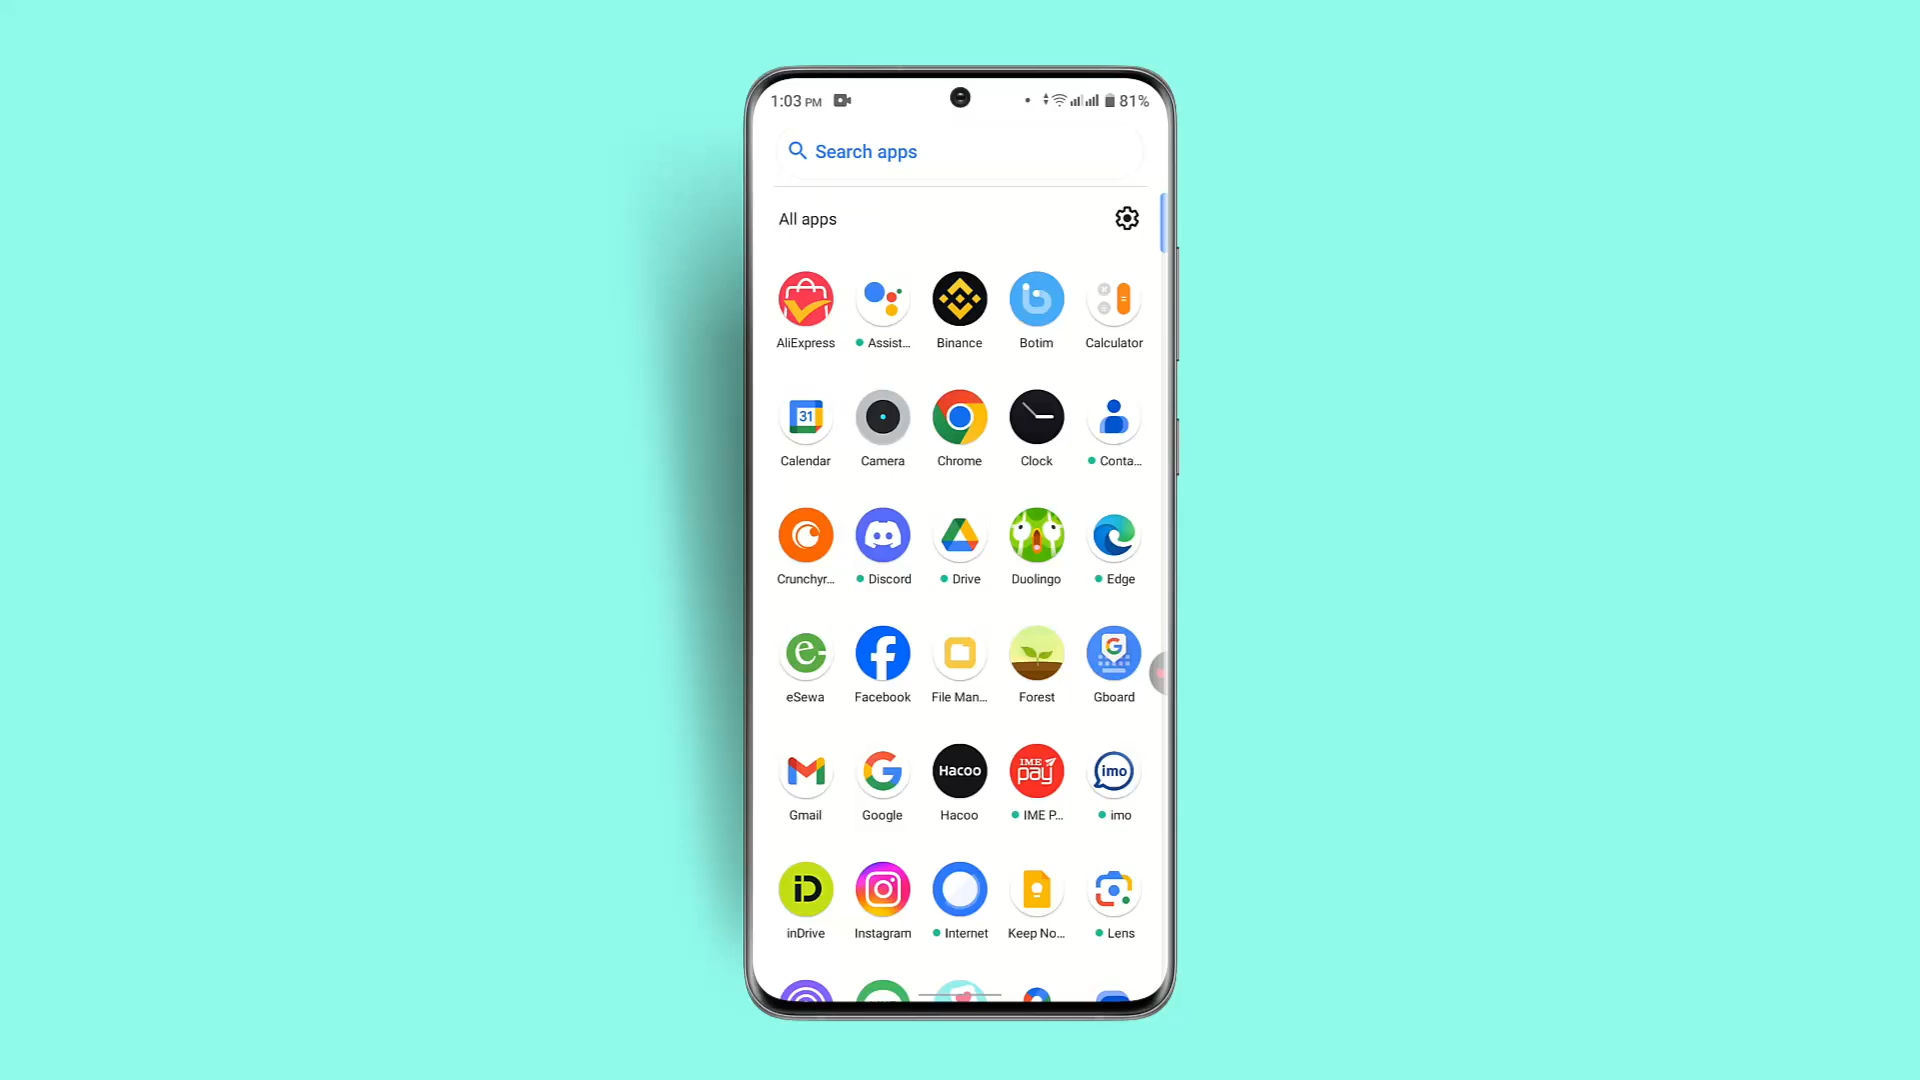 1:03 PM 81%
Search apps
All apps
AliExpress Assist... Binance Botim Calculator
31
Calendar Camera Chrome Clock Conta...
Crunchyr... Discord Drive Duolingo Edge
e
eSewa Facebook File Man... Forest Gboard
Hacoo IME pay imo
Gmail Google Hacoo IME P... imo
iD
inDrive Instagram Internet Keep No... Lens